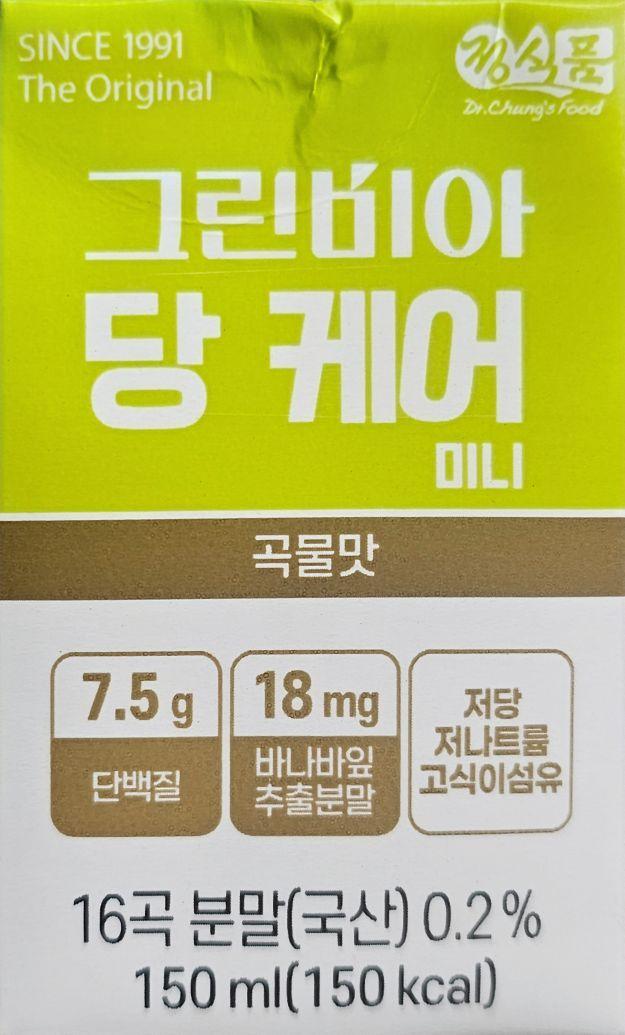 SINCE 1991
The Original
정식품
Dr.Chung's Food
그린비아
당 케어
미니
곡물맛
7.5 g
단백질
18 mg
바나바잎
추출분말
저당
저나트륨
고식이섬유
16곡 분말(국산) 0.2%
150 ml(150 kcal)